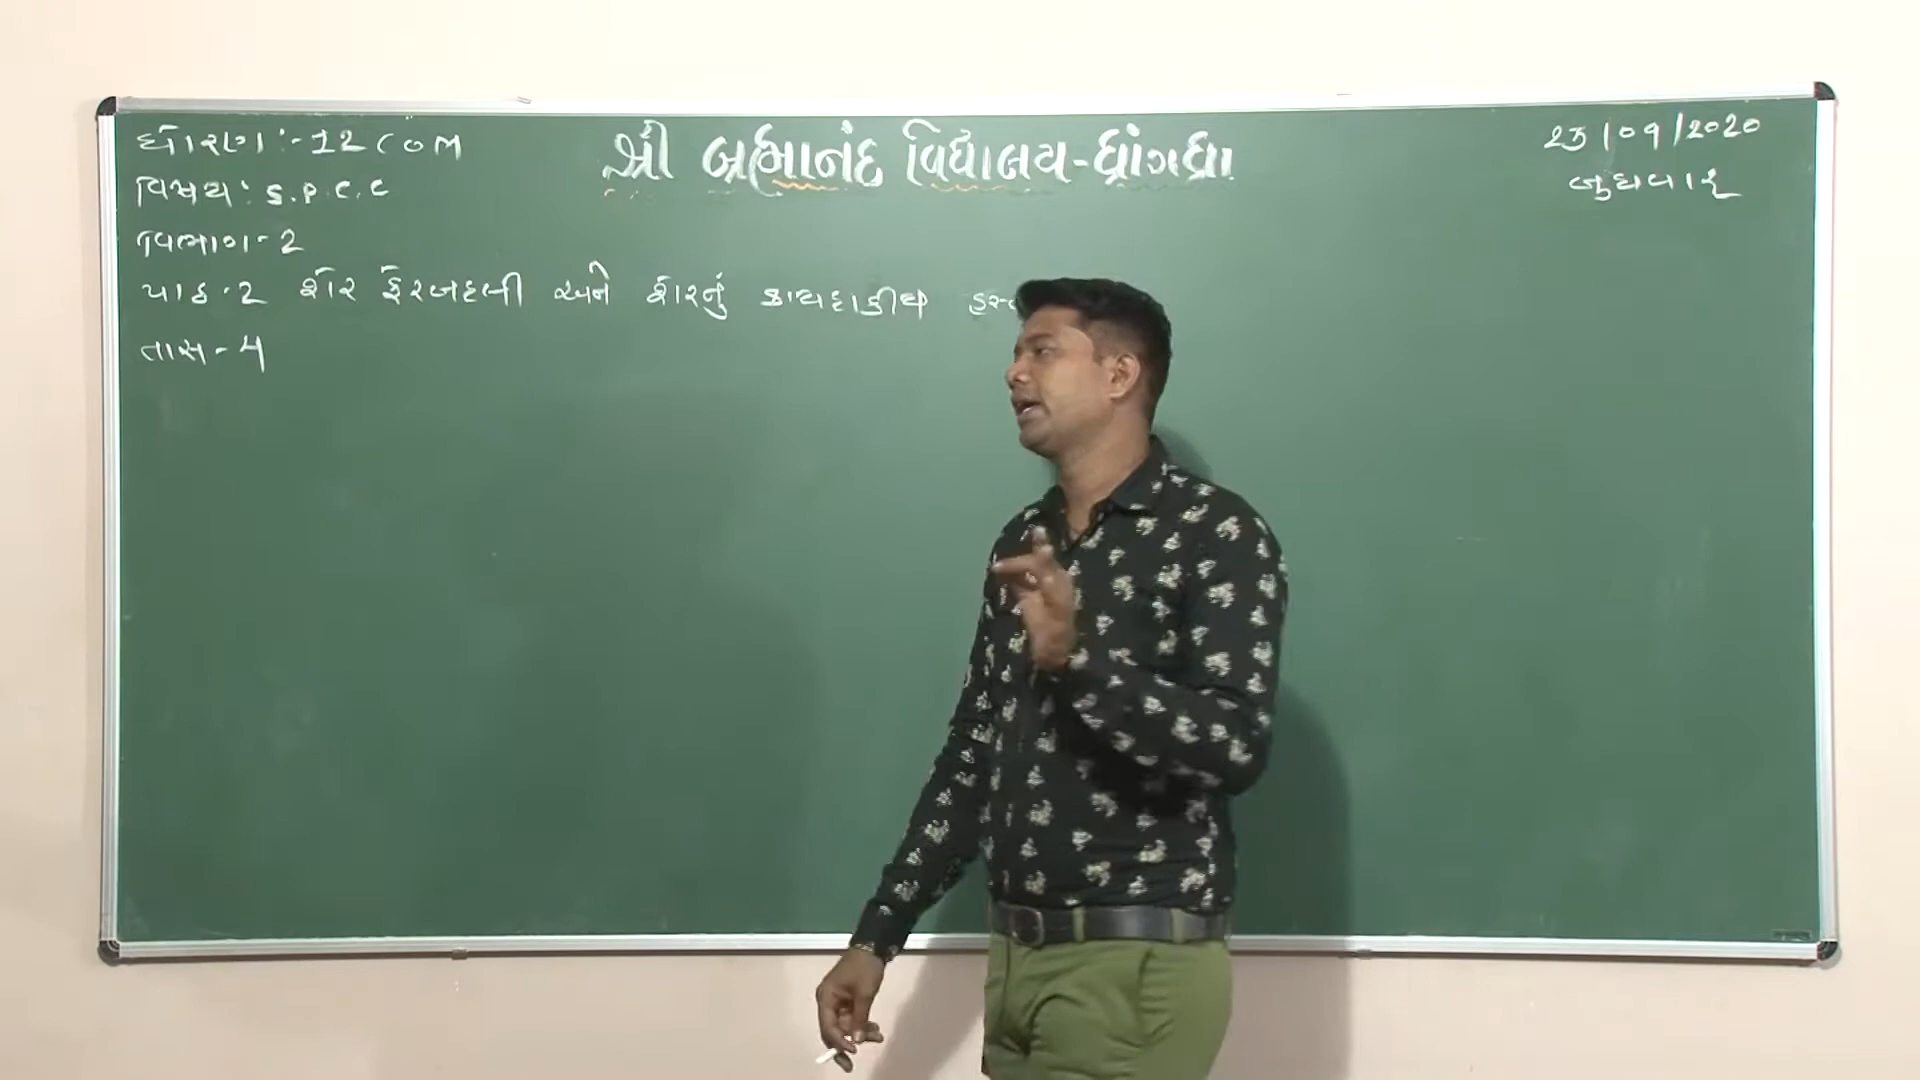 શ્રી બ્રહ્માનંદ વિદ્યાલય-ધ્રાંગધ્રા
23/09/2020
બુધવાર
ધોરણ :- 12 COM
વિષય : S.P.C.C
વિભાગ - 2
પાઠ - 2 શેર ફેરબદલી અને શેરનું કાયદાકીય
તાસ - 4